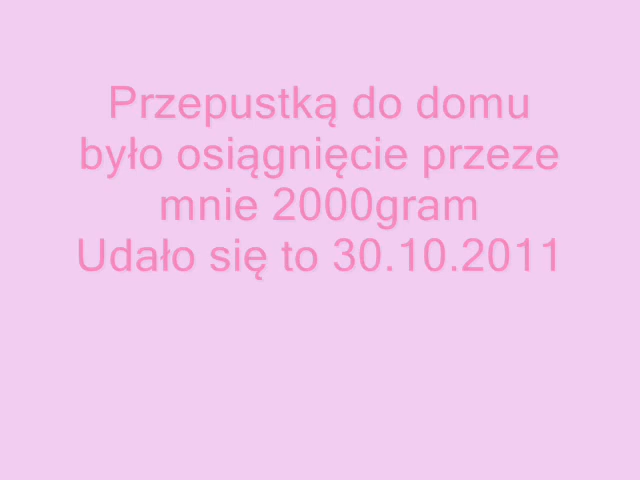 Przepustką do domu
było osiągnięcie przeze
mnie 2000gram
Udało się to 30.10.2011